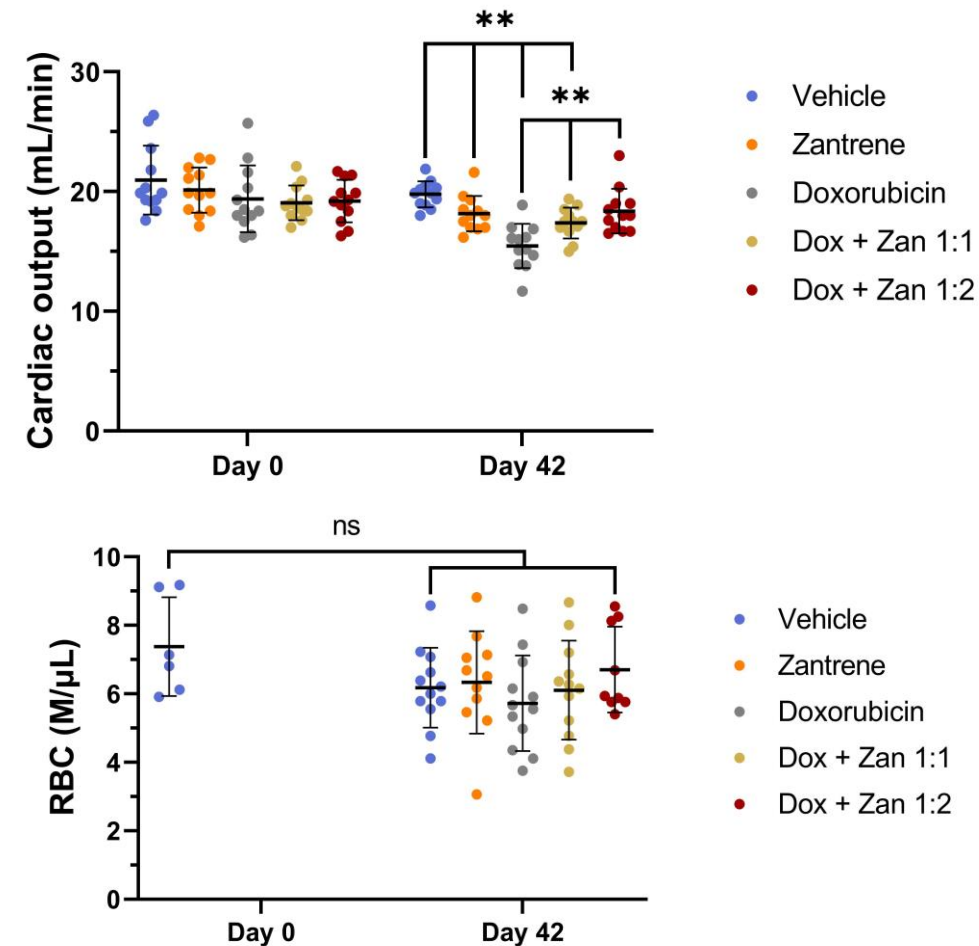 **
Cardiac output (mL/min)
30
20
10
0
**
Day 0
Day 42
Vehicle
Zantrene
Doxorubicin
Dox + Zan 1:1
Dox + Zan 1:2
ns
RBC (M/μL)
10
8
6
4
2
0
Day 0
Day 42
Vehicle
Zantrene
Doxorubicin
Dox + Zan 1:1
Dox + Zan 1:2